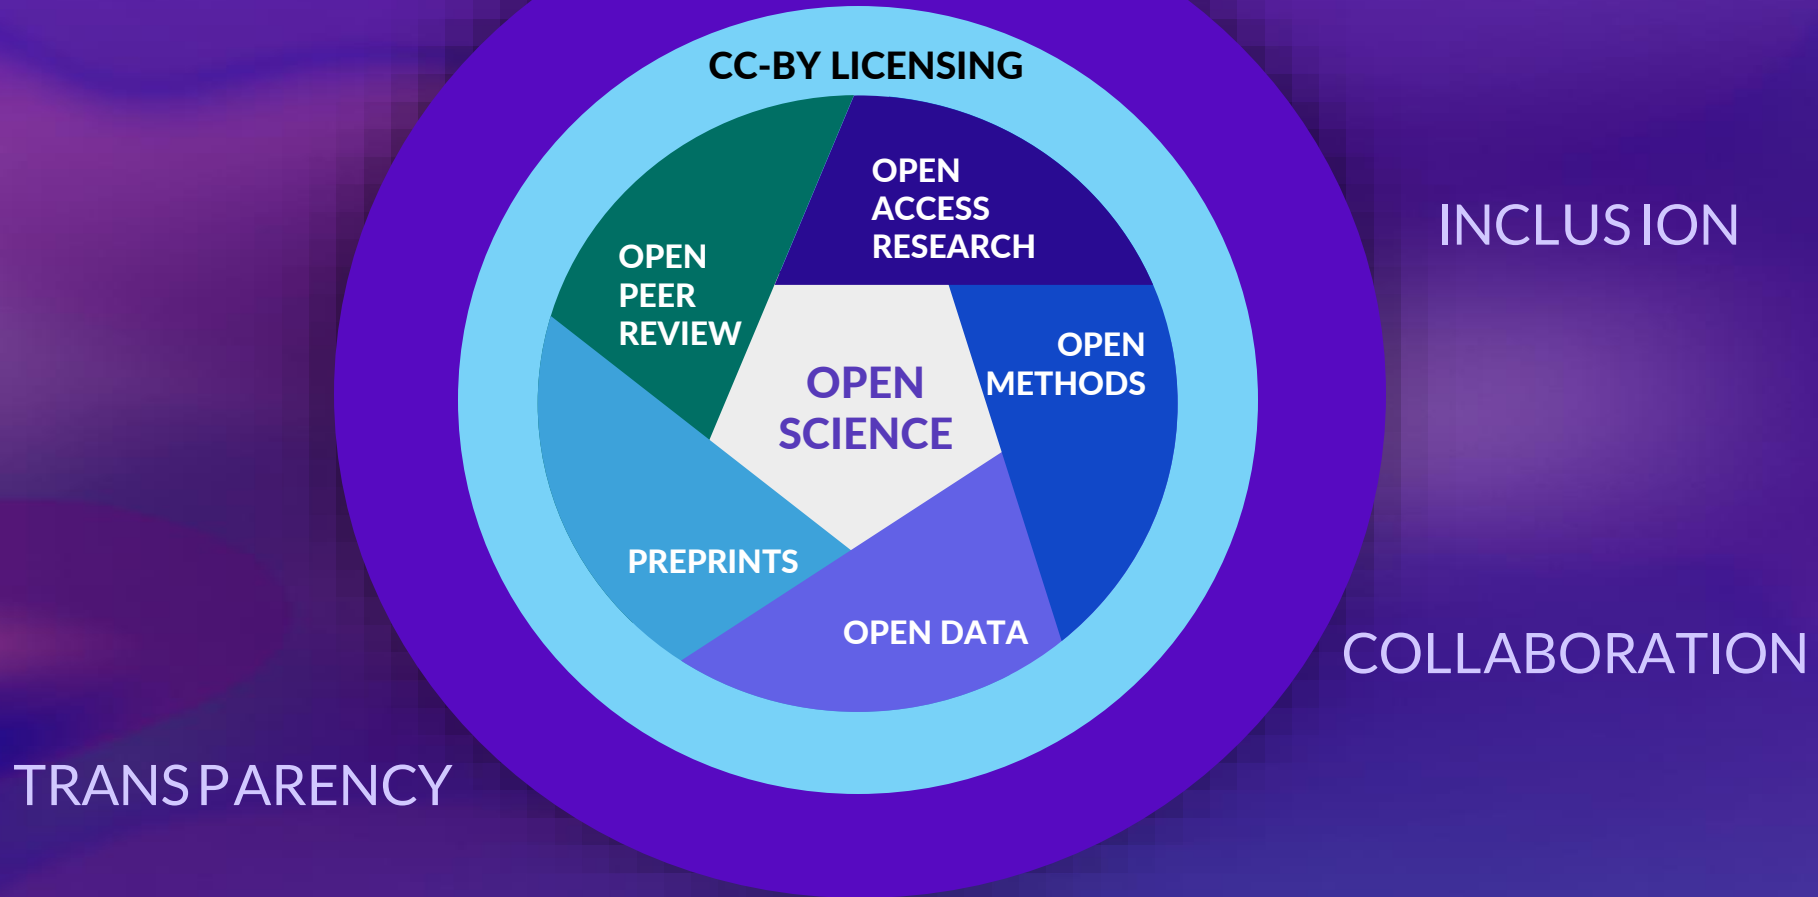 CC-BY LICENSING
OPEN
ACCESS
RESEARCH
OPEN
PEER
REVIEW
OPEN
METHODS
OPEN
SCIENCE
PREPRINTS
OPEN DATA
INCLUSION
COLLABORATION
TRANSPARENCY